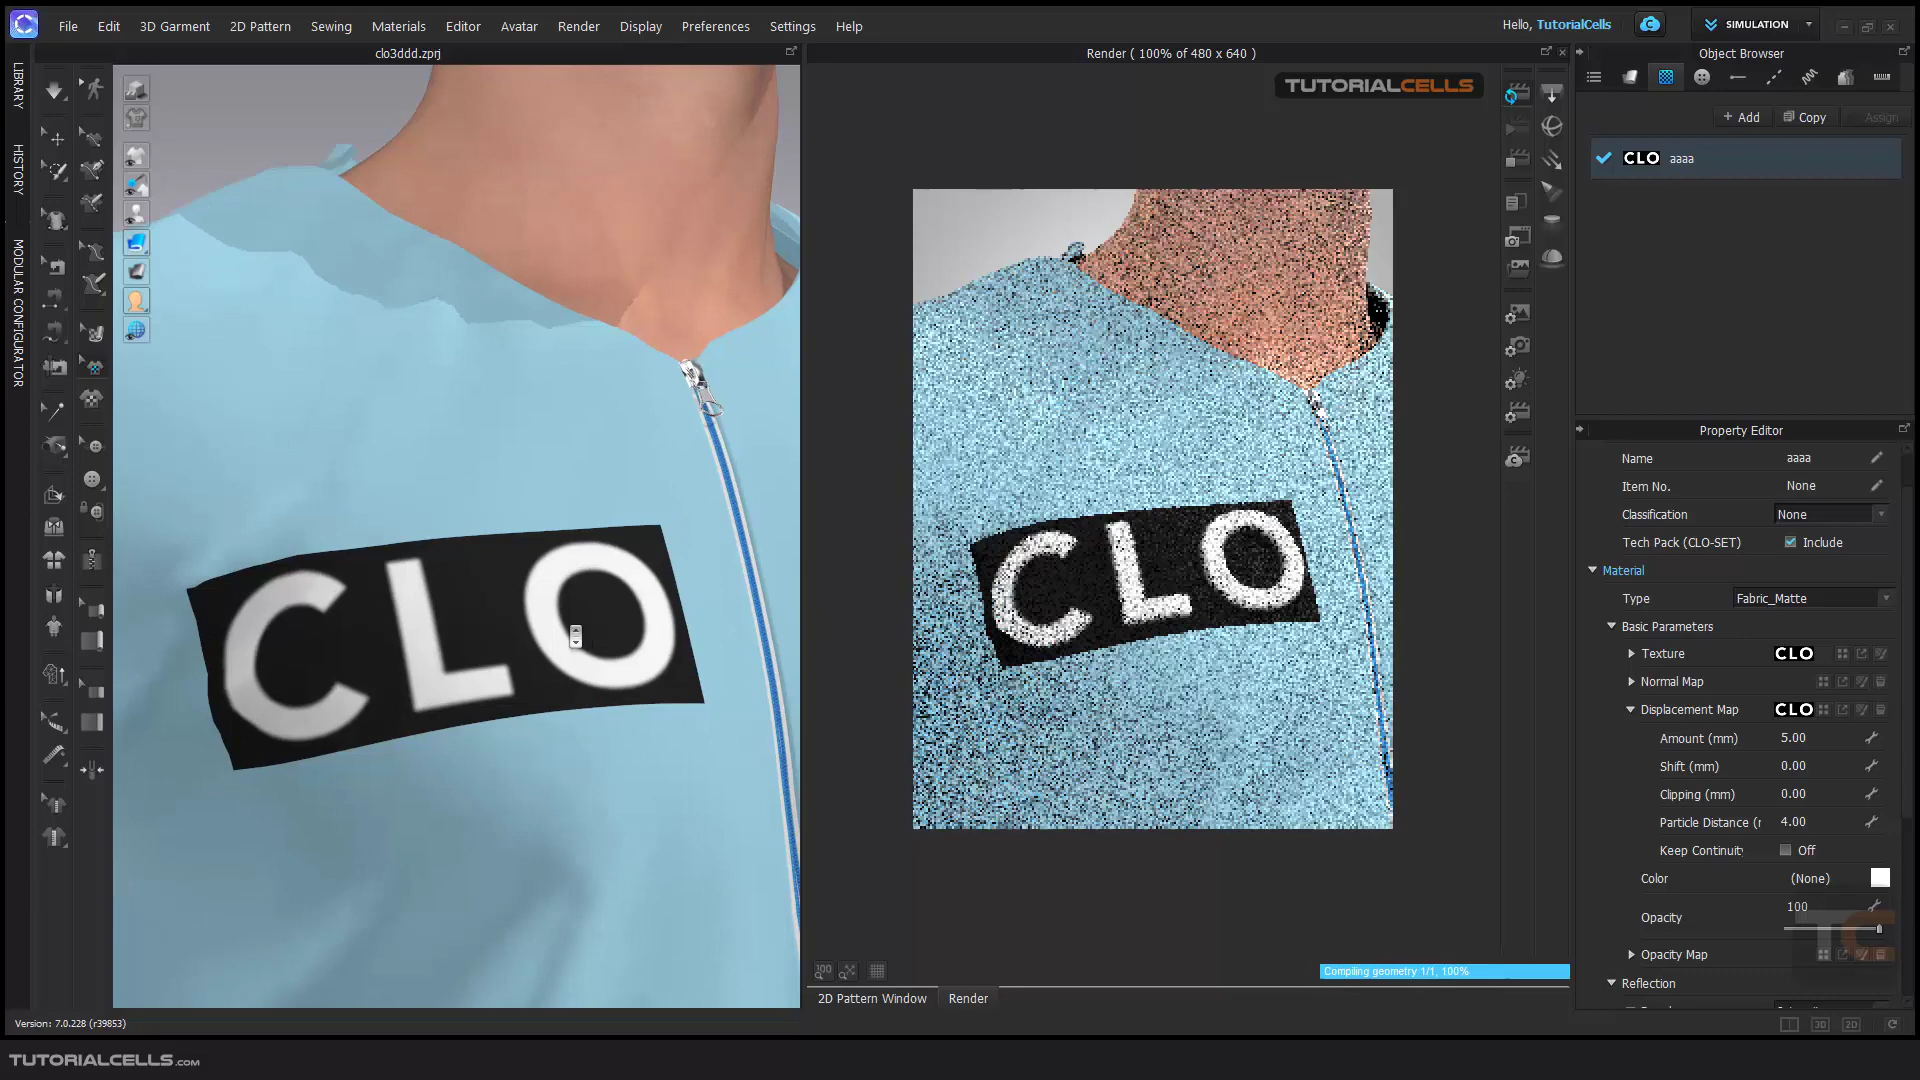 File Edit 3D Garment 2D Pattern Sewing Materials Editor Avatar Render Display Preferences Settings Help
Hello, TutorialCells
SIMULATION
clo3ddd.zprj
Render ( 100% of 480 x 640 )
Object Browser
LIBRARY
HISTORY
MODULAR CONFIGURATOR
TUTORIALCELLS
+ Add
Copy
Assign
CLO aaaa
CLO
CLO
Property Editor
Name aaaa
Item No. None
Classification None
Tech Pack (CLO-SET) Include
Material
Type Fabric_Matte
Basic Parameters
Texture CLO
Normal Map
Displacement Map CLO
Amount (mm) 5.00
Shift (mm) 0.00
Clipping (mm) 0.00
Particle Distance (r 4.00
Keep Continuity Off
Color (None)
Opacity 100
TC
Opacity Map
Reflection
100
Compiling geometry 1/1, 100%
2D Pattern Window Render
Version: 7.0.228 (r39853)
3D 2D
TUTORIALCELLS.com